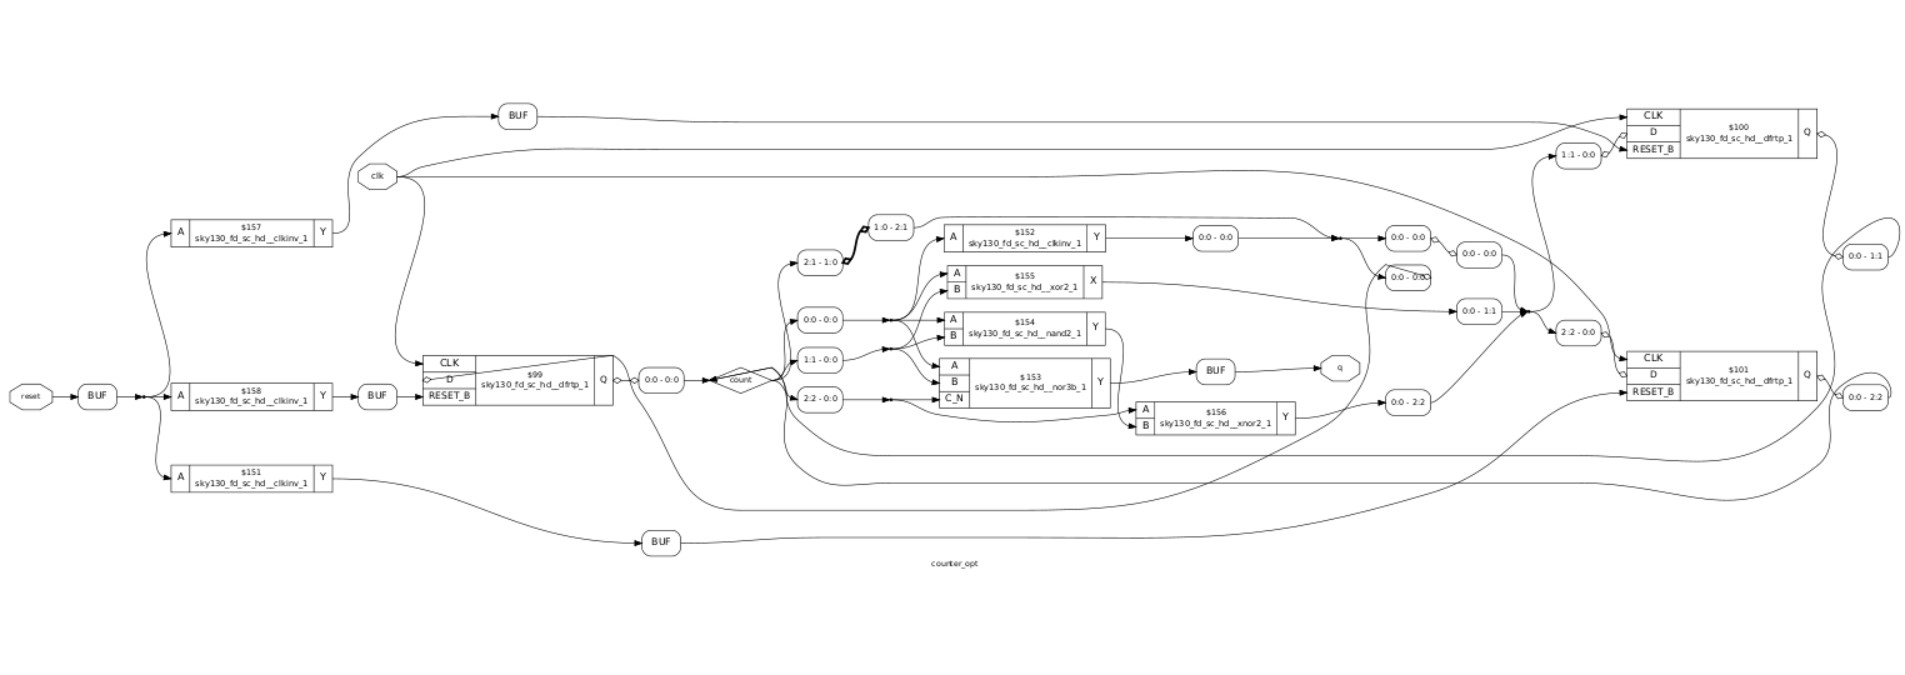 BUF
CLK
$100
D
Q
sky130_fd_sc_hd__dfrtp_1
RESET_B
1:1 - 0:0
clk
$157
A
Y
sky130_fd_sc_hd__clkinv_1
1:0 - 2:1
$152
A
Y
sky130_fd_sc_hd__clkinv_1
0:0 - 0:0
0:0 - 0:0
0:0 - 0:0
0:0 - 1:1
2:1 - 1:0
$155
A
B
X
sky130_fd_sc_hd__xor2_1
0:0 - 0:0
0:0 - 0:0
$154
A
B
Y
sky130_fd_sc_hd__nand2_1
0:0 - 1:1
2:2 - 0:0
1:1 - 0:0
CLK
$99
D
Q
sky130_fd_sc_hd__dfrtp_1
RESET_B
0:0 - 0:0
count
$153
A
B
C_N
Y
sky130_fd_sc_hd__nor3b_1
BUF
q
CLK
$101
D
Q
sky130_fd_sc_hd__dfrtp_1
RESET_B
0:0 - 2:2
reset
BUF
$158
A
Y
sky130_fd_sc_hd__clkinv_1
BUF
2:2 - 0:0
$156
A
B
Y
sky130_fd_sc_hd__xnor2_1
0:0 - 2:2
$151
A
Y
sky130_fd_sc_hd__clkinv_1
BUF
counter_opt